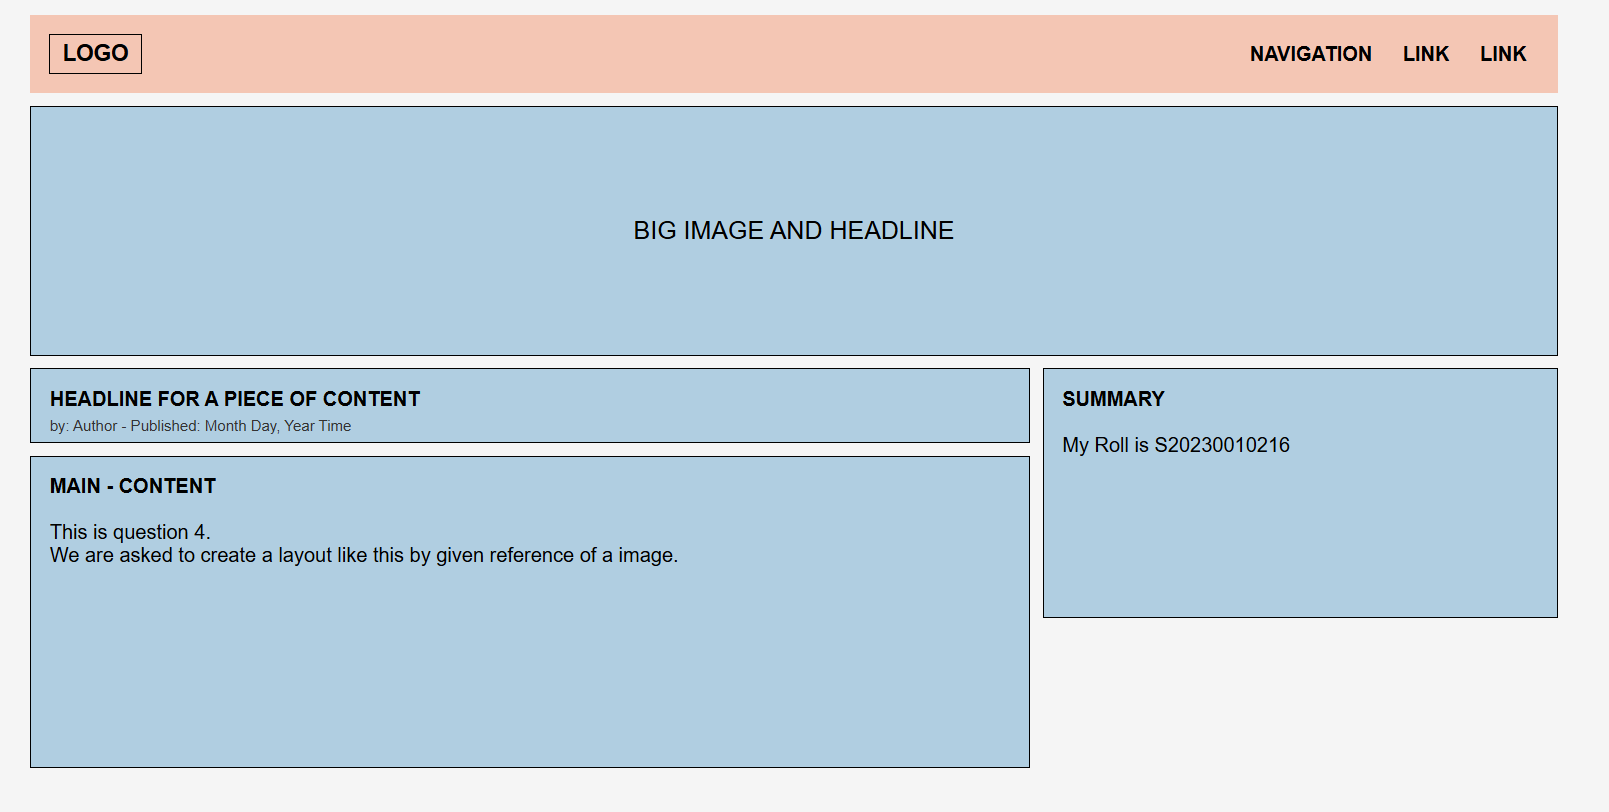 LOGO
NAVIGATION LINK LINK
BIG IMAGE AND HEADLINE
HEADLINE FOR A PIECE OF CONTENT
by: Author - Published: Month Day, Year Time
MAIN - CONTENT
This is question 4.
We are asked to create a layout like this by given reference of a image.
SUMMARY
My Roll is S20230010216